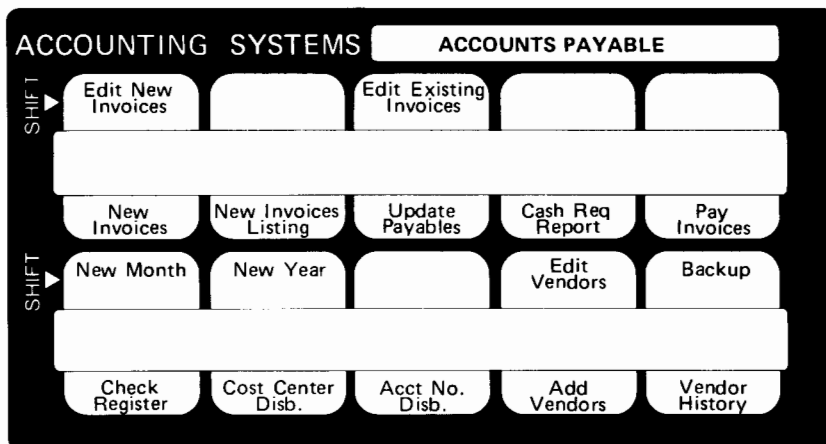 ACCOUNTING SYSTEMS ACCOUNTS PAYABLE
SHIFT
Edit New
Invoices
Edit Existing
Invoices
New
Invoices
New Invoices
Listing
Update
Payables
Cash Req
Report
Pay
Invoices
SHIFT
New Month
New Year
Edit
Vendors
Backup
Check
Register
Cost Center
Disb.
Acct No.
Disb.
Add
Vendors
Vendor
History